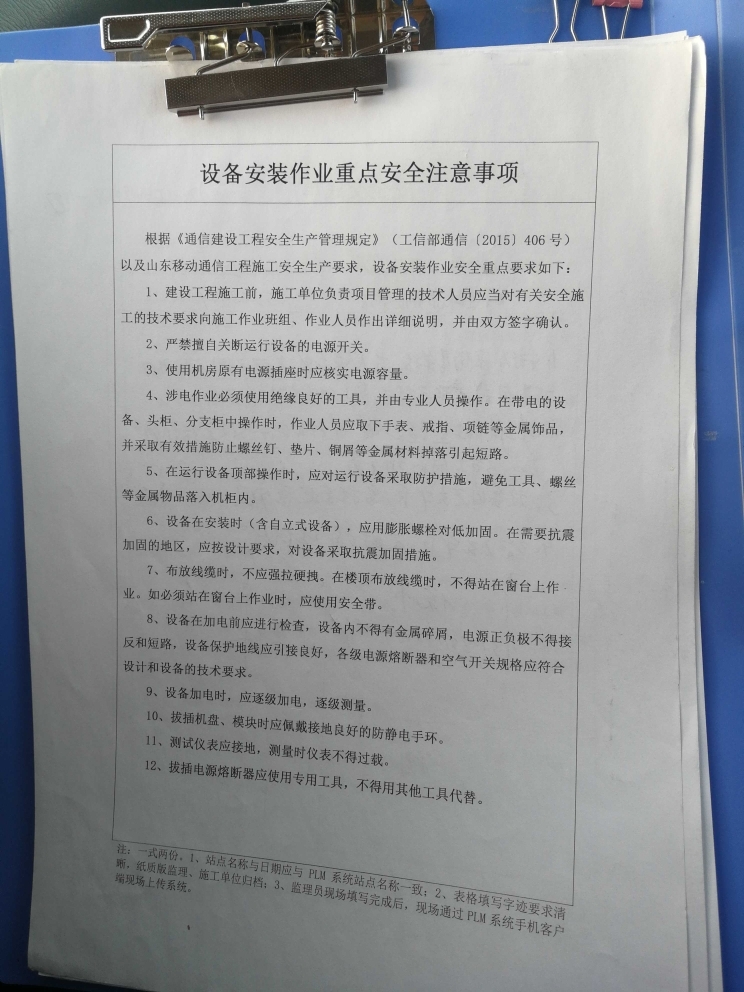 设备安装作业重点安全注意事项
根据《通信建设工程安全生产管理规定》（工信部通信〔2015〕406号）
以及山东移动通信工程施工安全生产要求，设备安装作业安全重点要求如下：
1、建设工程施工前，施工单位负责项目管理的技术人员应当对有关安全施
工的技术要求向施工作业班组、作业人员作出详细说明，并由双方签字确认。
2、严禁擅自关断运行设备的电源开关。
3、使用机房原有电源插座时应核实电源容量。
4、涉电作业必须使用绝缘良好的工具，并由专业人员操作。在带电的设
备、头柜、分支柜中操作时，作业人员应取下手表、戒指、项链等金属饰品，
并采取有效措施防止螺丝钉、垫片、铜屑等金属材料掉落引起短路。
5、在运行设备顶部操作时，应对运行设备采取防护措施，避免工具、螺丝
等金属物品落入机柜内。
6、设备在安装时（含自立式设备），应用膨胀螺栓对低加固。在需要抗震
加固的地区，应按设计要求，对设备采取抗震加固措施。
7、布放线缆时，不应强拉硬拽。在楼顶布放线缆时，不得站在窗台上作
业。如必须站在窗台上作业时，应使用安全带。
8、设备在加电前应进行检查，设备内不得有金属碎屑，电源正负极不得接
反和短路，设备保护地线应引接良好，各级电源熔断器和空气开关规格应符合
设计和设备的技术要求。
9、设备加电时，应逐级加电，逐级测量。
10、拔插机盘、模块时应佩戴接地良好的防静电手环。
11、测试仪表应接地，测量时仪表不得过载。
12、拔插电源熔断器应使用专用工具，不得用其他工具代替。
注：一式两份。1、站点名称与日期应与 PLM 系统站点名称一致；2、表格填写字迹要求清
晰，纸质版监理、施工单位归档；3、监理员现场填写完成后，现场通过PLM系统手机客户
端现场上传系统。